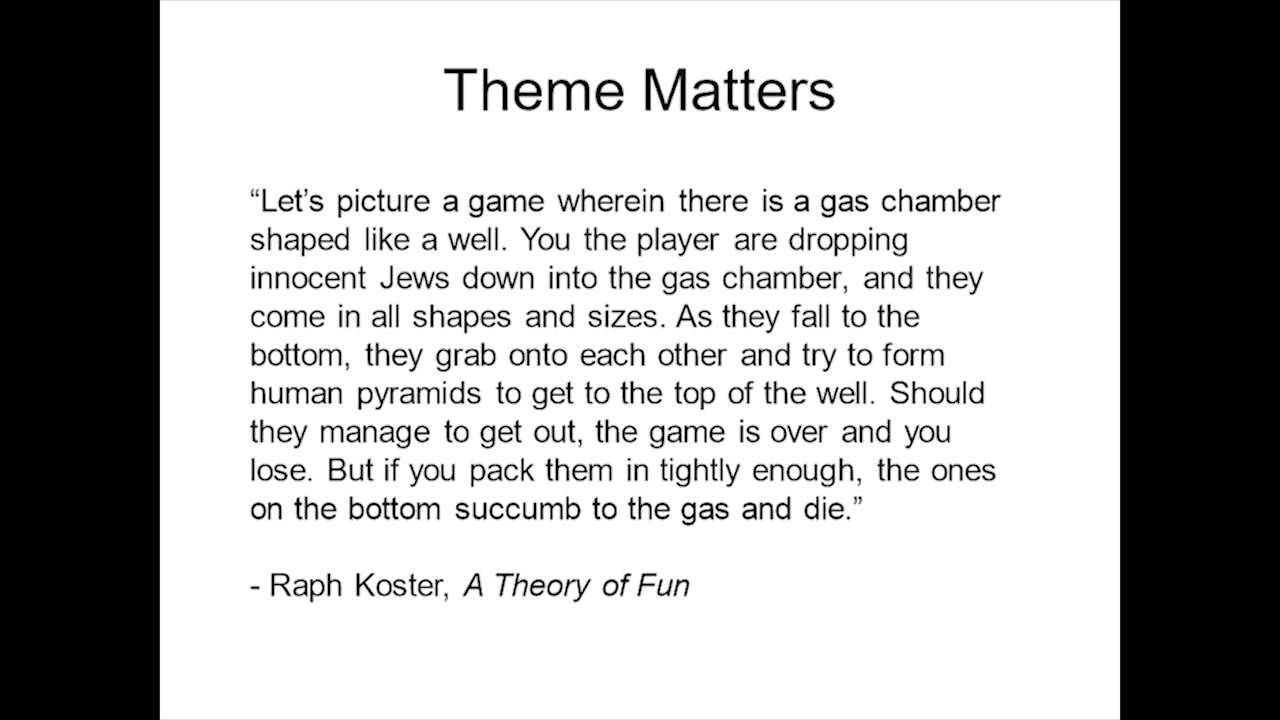 Theme Matters
“Let’s picture a game wherein there is a gas chamber
shaped like a well. You the player are dropping
innocent Jews down into the gas chamber, and they
come in all shapes and sizes. As they fall to the
bottom, they grab onto each other and try to form
human pyramids to get to the top of the well. Should
they manage to get out, the game is over and you
lose. But if you pack them in tightly enough, the ones
on the bottom succumb to the gas and die.”
- Raph Koster, A Theory of Fun